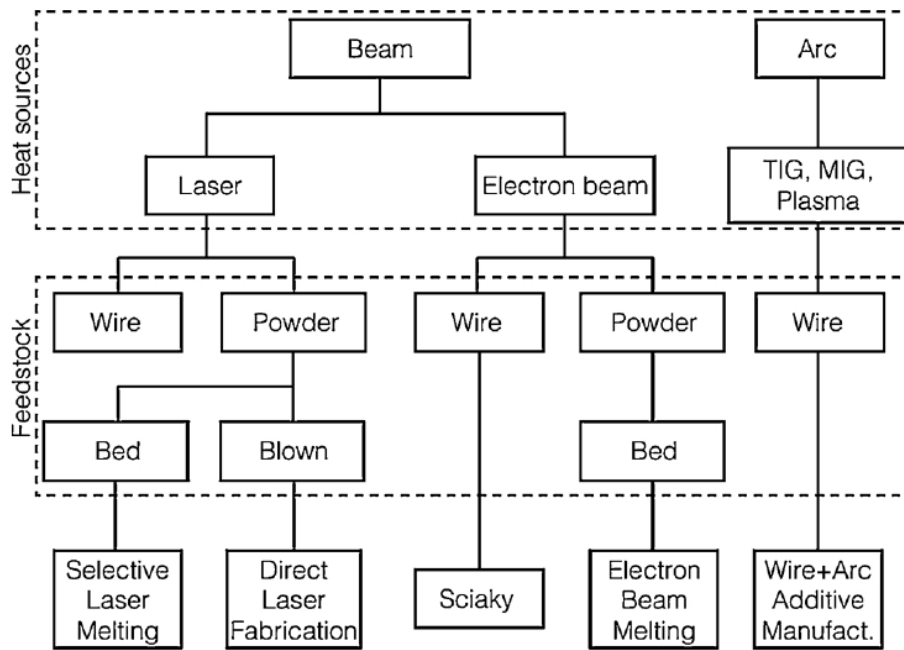 Heat sources
Beam
Arc
Laser
Electron beam
TIG, MIG,
Plasma
Feedstock
Wire
Powder
Wire
Powder
Wire
Bed
Blown
Bed
Selective
Laser
Melting
Direct
Laser
Fabrication
Sciaky
Electron
Beam
Melting
Wire+Arc
Additive
Manufact.